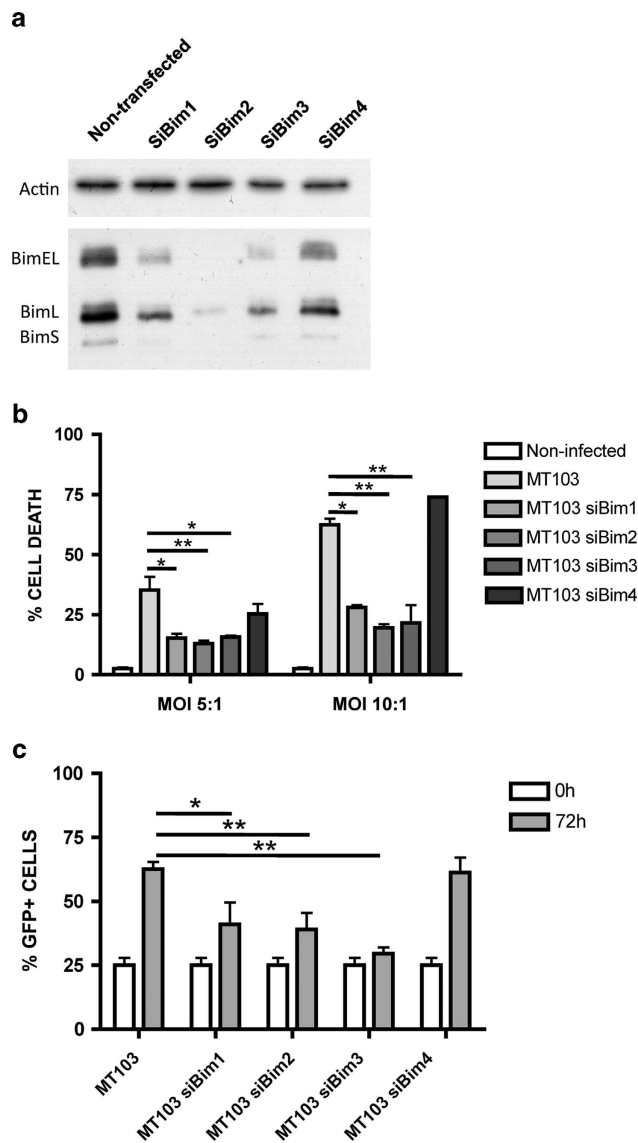 a
Non-transfected
SiBim1
SiBim2
SiBim3
SiBim4
Actin
BimEL
BimL
BimS
b
100
75
50
25
0
% CELL DEATH
*
**
*
**
**
*
MOI 5:1
MOI 10:1
Non-infected
MT103
MT103 siBim1
MT103 siBim2
MT103 siBim3
MT103 siBim4
c
100
75
50
25
0
% GFP+ CELLS
*
**
**
0h
72h
MT103
MT103 siBim1
MT103 siBim2
MT103 siBim3
MT103 siBim4